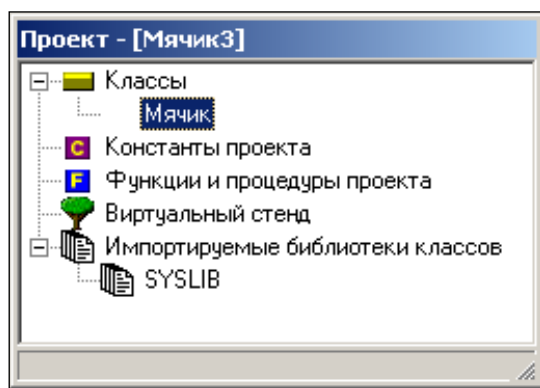 Проект - [Мячик3]
Классы
Мячик
C Константы проекта
F Функции и процедуры проекта
Виртуальный стенд
Импортируемые библиотеки классов
SYSLIB